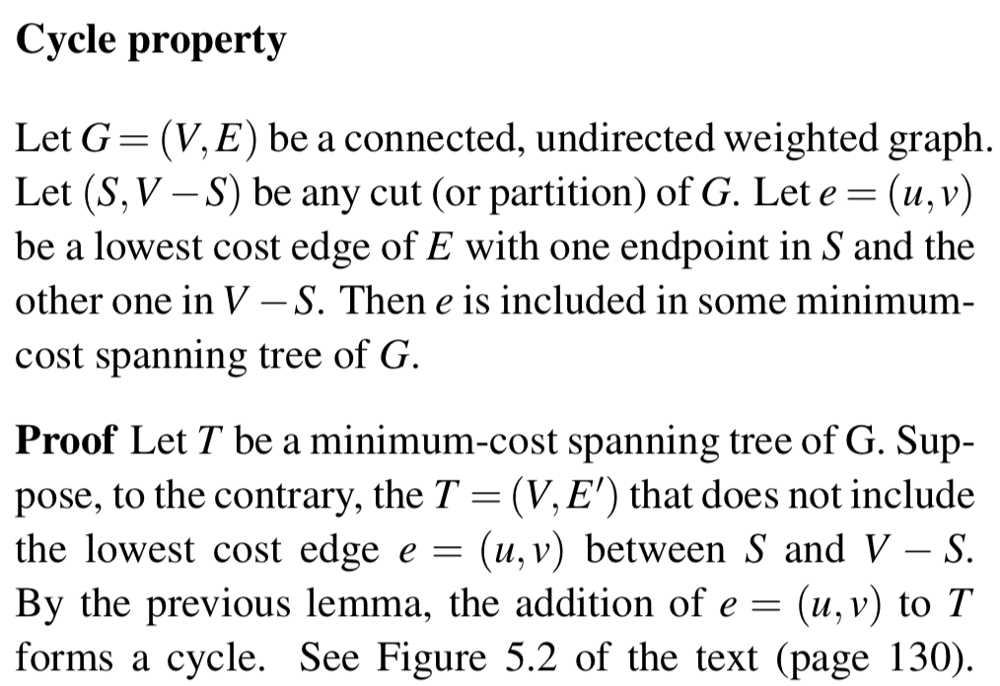 Cycle property
Let G = (V, E) be a connected, undirected weighted graph.
Let (S, V − S) be any cut (or partition) of G. Let e = (u, v)
be a lowest cost edge of E with one endpoint in S and the
other one in V − S. Then e is included in some minimum-
cost spanning tree of G.
Proof Let T be a minimum-cost spanning tree of G. Sup-
pose, to the contrary, the T = (V, E′) that does not include
the lowest cost edge e = (u, v) between S and V − S.
By the previous lemma, the addition of e = (u, v) to T
forms a cycle. See Figure 5.2 of the text (page 130).